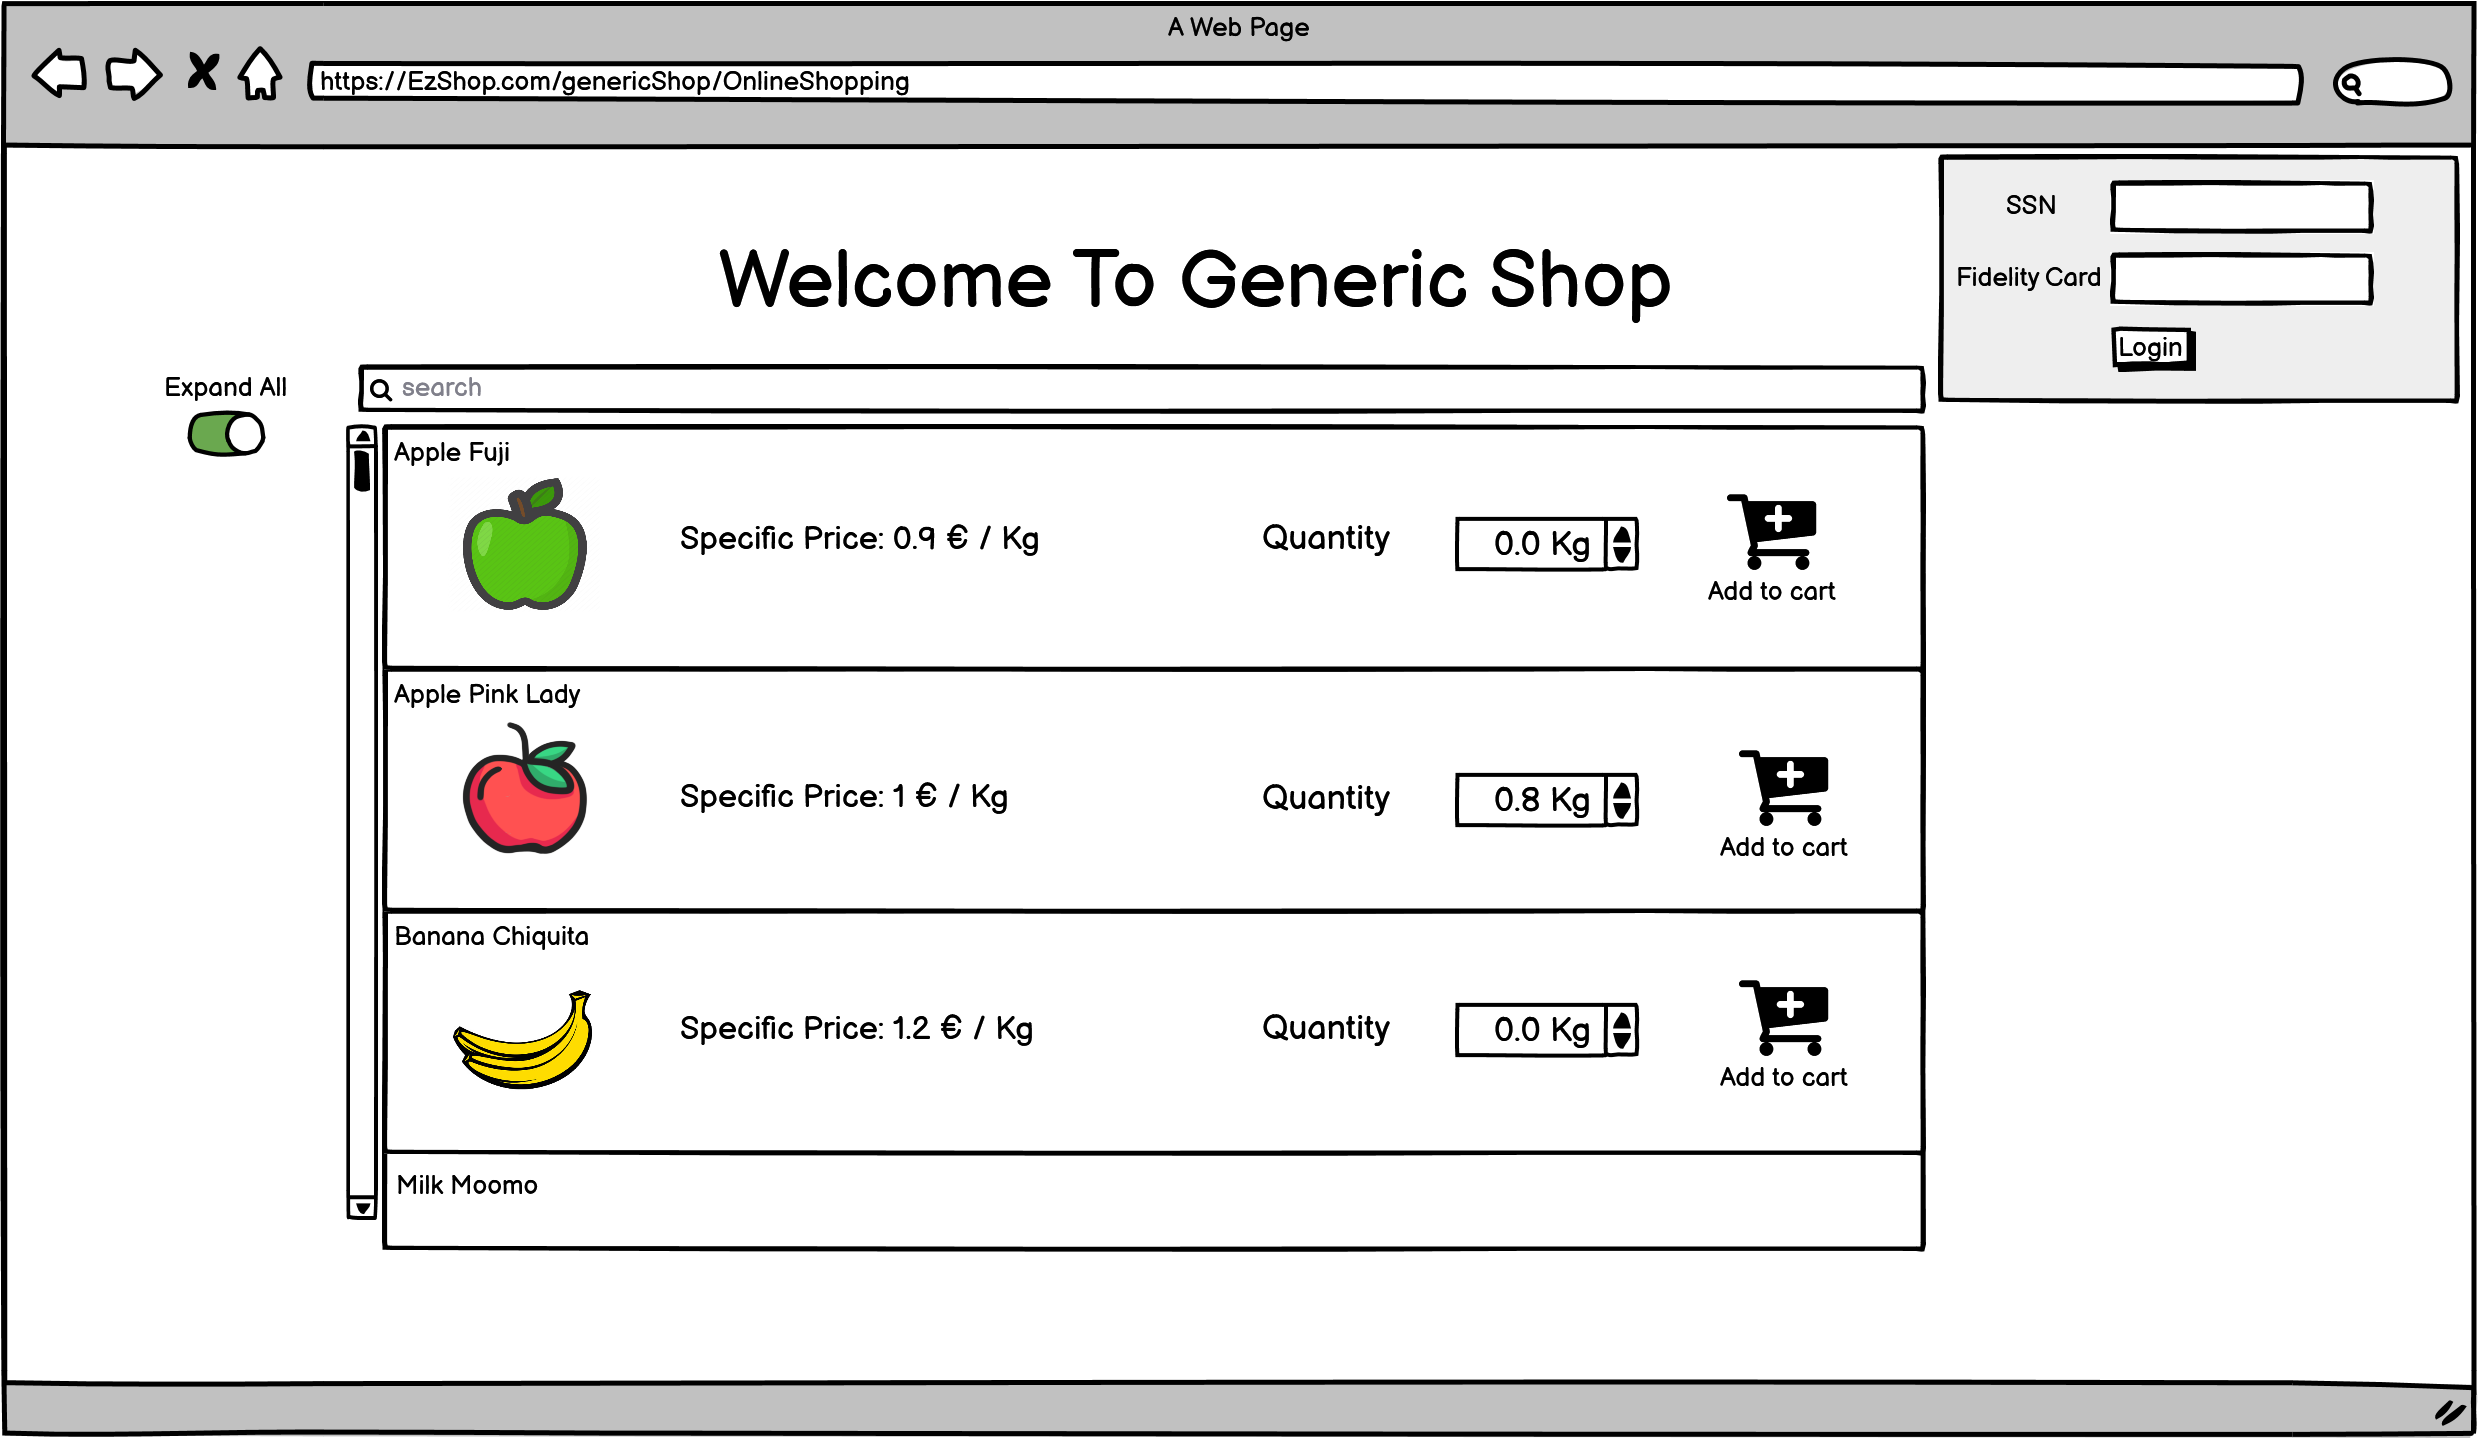 A Web Page
https://EzShop.com/genericShop/OnlineShopping
SSN
Welcome To Generic Shop
Fidelity Card
Login
Expand All
search
Apple Fuji
Specific Price: 0.9 € / Kg
Quantity
0.0 Kg
Add to cart
Apple Pink Lady
Specific Price: 1 € / Kg
Quantity
0.8 Kg
Add to cart
Banana Chiquita
Specific Price: 1.2 € / Kg
Quantity
0.0 Kg
Add to cart
Milk Moomo